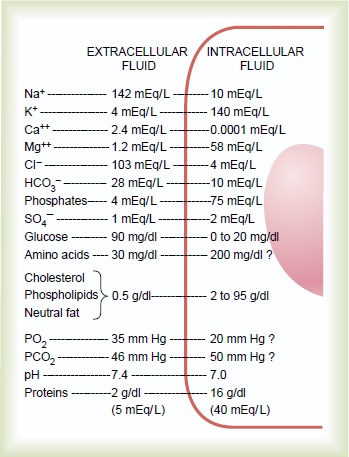 EXTRACELLULAR FLUID INTRACELLULAR FLUID
Na+ 142 mEq/L 10 mEq/L
K+ 4 mEq/L 140 mEq/L
Ca++ 2.4 mEq/L 0.0001 mEq/L
Mg++ 1.2 mEq/L 58 mEq/L
Cl– 103 mEq/L 4 mEq/L
HCO3– 28 mEq/L 10 mEq/L
Phosphates 4 mEq/L 75 mEq/L
SO4– 1 mEq/L 2 mEq/L
Glucose 90 mg/dl 0 to 20 mg/dl
Amino acids 30 mg/dl 200 mg/dl ?
Cholesterol
Phospholipids 0.5 g/dl 2 to 95 g/dl
Neutral fat
PO2 35 mm Hg 20 mm Hg ?
PCO2 46 mm Hg 50 mm Hg ?
pH 7.4 7.0
Proteins 2 g/dl 16 g/dl
(5 mEq/L) (40 mEq/L)